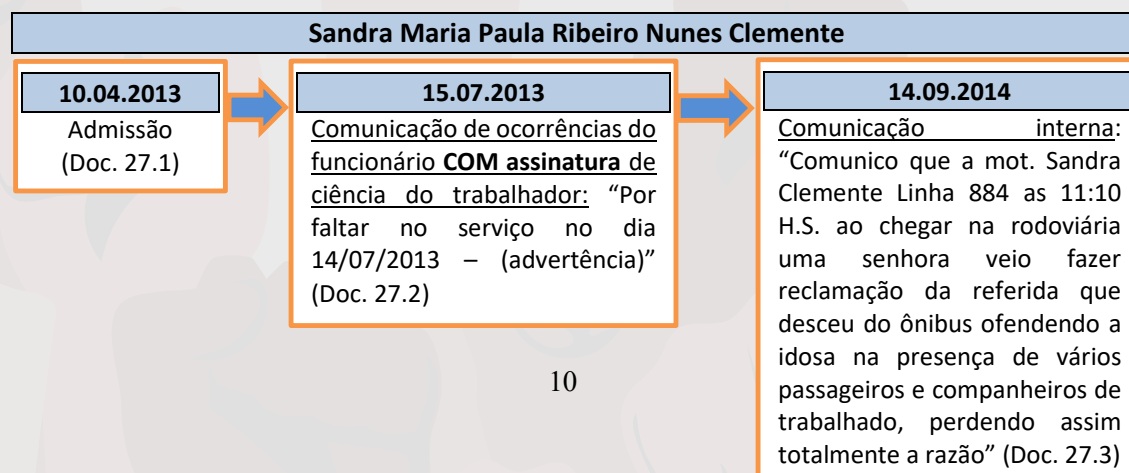 Sandra Maria Paula Ribeiro Nunes Clemente
10.04.2013
Admissão
(Doc. 27.1)
15.07.2013
Comunicação de ocorrências do
funcionário COM assinatura de
ciência do trabalhador: “Por
faltar no serviço no dia
14/07/2013 – (advertência)”
(Doc. 27.2)
14.09.2014
Comunicação interna:
“Comunico que a mot. Sandra
Clemente Linha 884 as 11:10
H.S. ao chegar na rodoviária
uma senhora veio fazer
reclamação da referida que
desceu do ônibus ofendendo a
idosa na presença de vários
passageiros e companheiros de
trabalhado, perdendo assim
totalmente a razão” (Doc. 27.3)
10